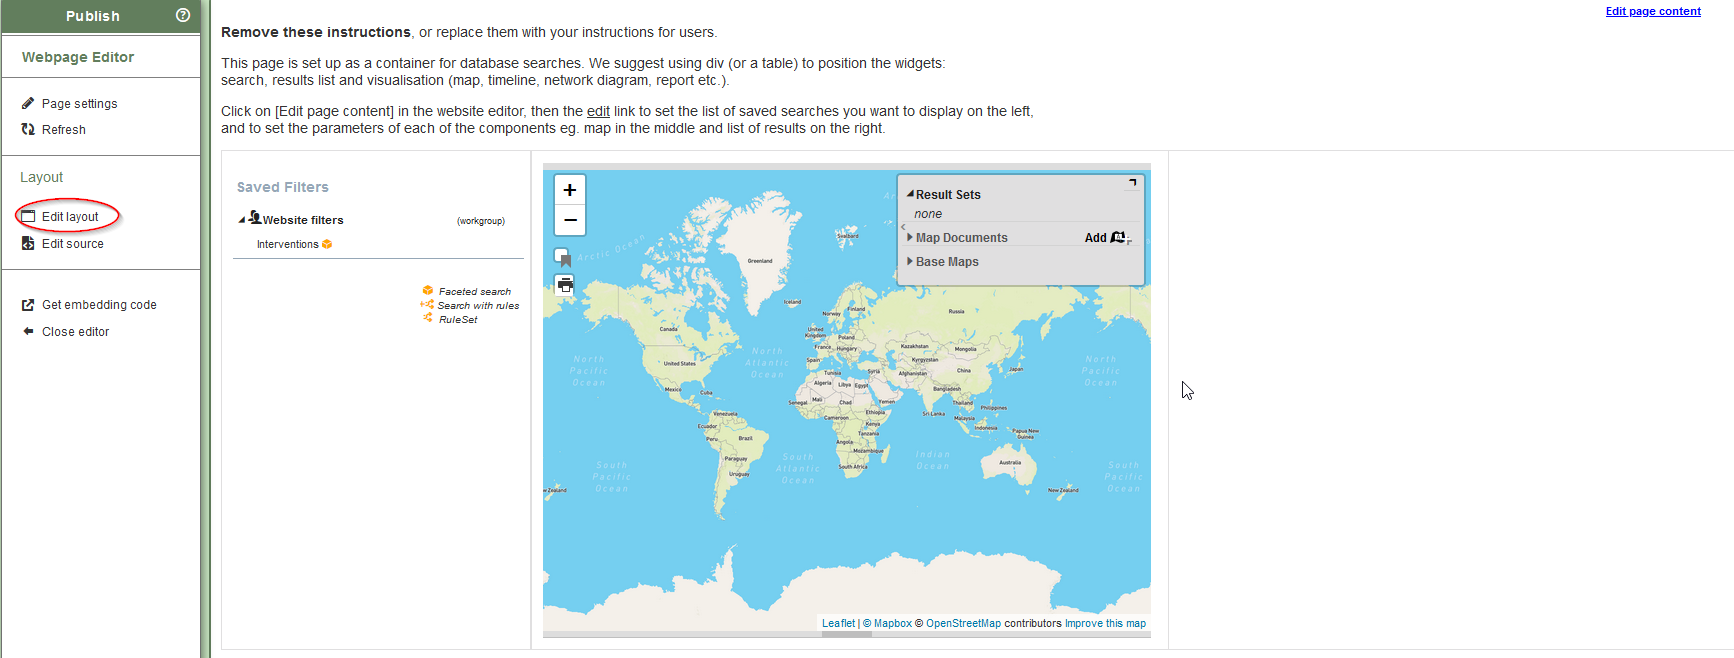 Publish
Webpage Editor
Page settings
Refresh
Layout
Edit layout
Edit source
Get embedding code
Close editor
Edit page content
Remove these instructions, or replace them with your instructions for users.
This page is set up as a container for database searches. We suggest using div (or a table) to position the widgets:
search, results list and visualisation (map, timeline, network diagram, report etc.).
Click on [Edit page content] in the website editor, then the edit link to set the list of saved searches you want to display on the left,
and to set the parameters of each of the components eg. map in the middle and list of results on the right.
Saved Filters
Website filters (workgroup)
Interventions
Faceted search
Search with rules
RuleSet
+
−
Result Sets
none
Map Documents Add
Base Maps
Arctic Ocean
Ar
Svalbard
Greenland
Iceland
Norway
Finland
Russia
Canada
United
Kingdom
Poland
France
Hungary
Kazakhstan
Mongolia
North
Pacific
Ocean
United States
North
Atlantic
Ocean
Spain
Kyrgyzstan
Tunisia
Syria
Afghanistan
China
Japan
North
Pacific
Ocean
Mexico
Cuba
Algeria
Libya
Egypt
Bangladesh
Senegal
Mali
Chad
Yemen
Thailand
Philippines
Venezuela
Cameroon
Ethiopia
Sri Lanka
Malaysia
Ecuador
Kenya
Indonesia
Papua New
Guinea
Peru
Brazil
Tanzania
Angola
Mozambique
Paraguay
South
Atlantic
Ocean
Indian
Ocean
South Africa
Australia
South
Pacific
Ocean
Uruguay
South
Pacific
Ocean
w Zealand
New Zealand
Leaflet | © Mapbox © OpenStreetMap contributors Improve this map